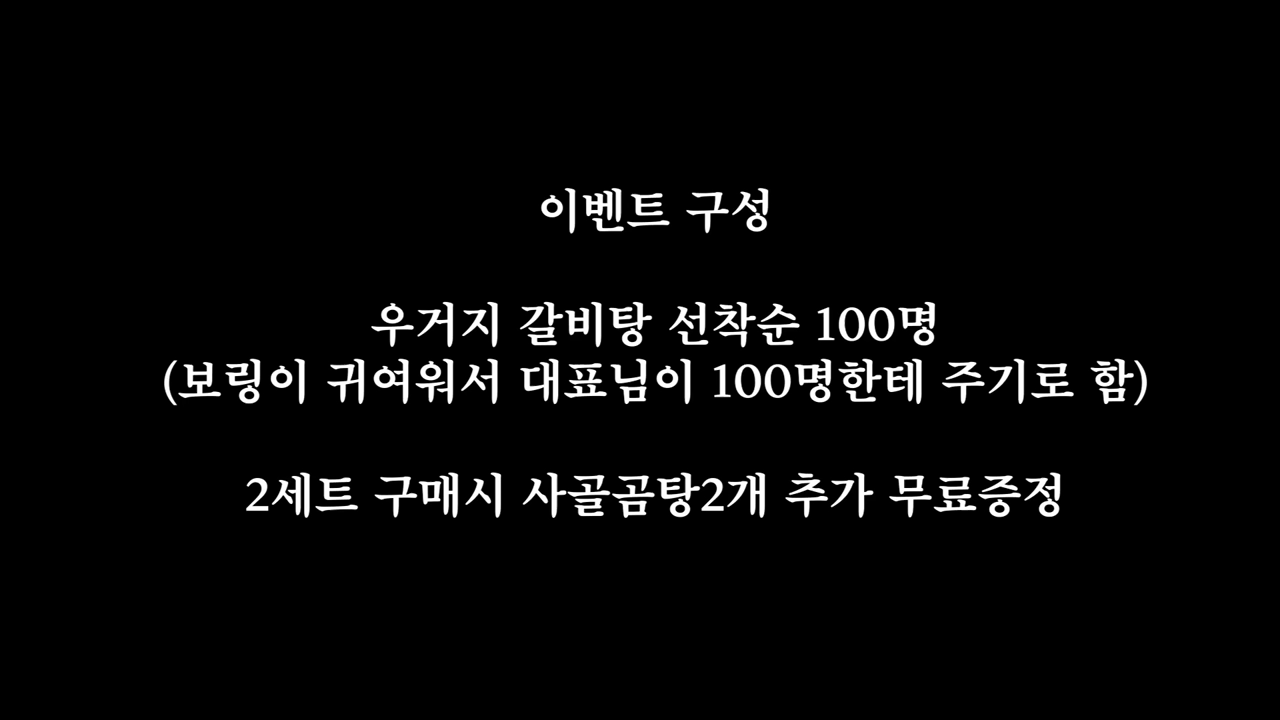 이벤트 구성
우거지 갈비탕 선착순 100명
(보링이 귀여워서 대표님이 100명한테 주기로 함)
2세트 구매시 사골곰탕2개 추가 무료증정